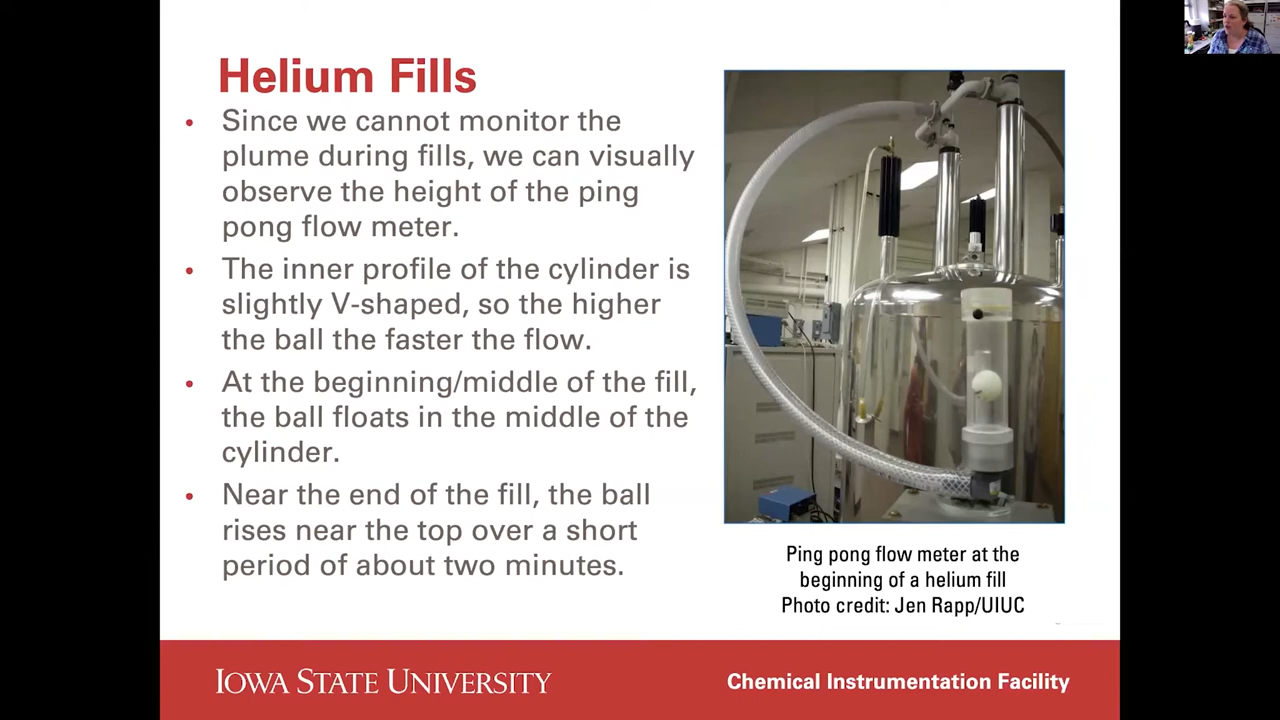 Helium Fills
• Since we cannot monitor the
plume during fills, we can visually
observe the height of the ping
pong flow meter.
• The inner profile of the cylinder is
slightly V-shaped, so the higher
the ball the faster the flow.
• At the beginning/middle of the fill,
the ball floats in the middle of the
cylinder.
• Near the end of the fill, the ball
rises near the top over a short
period of about two minutes.
Ping pong flow meter at the
beginning of a helium fill
Photo credit: Jen Rapp/UIUC
IOWA STATE UNIVERSITY
Chemical Instrumentation Facility